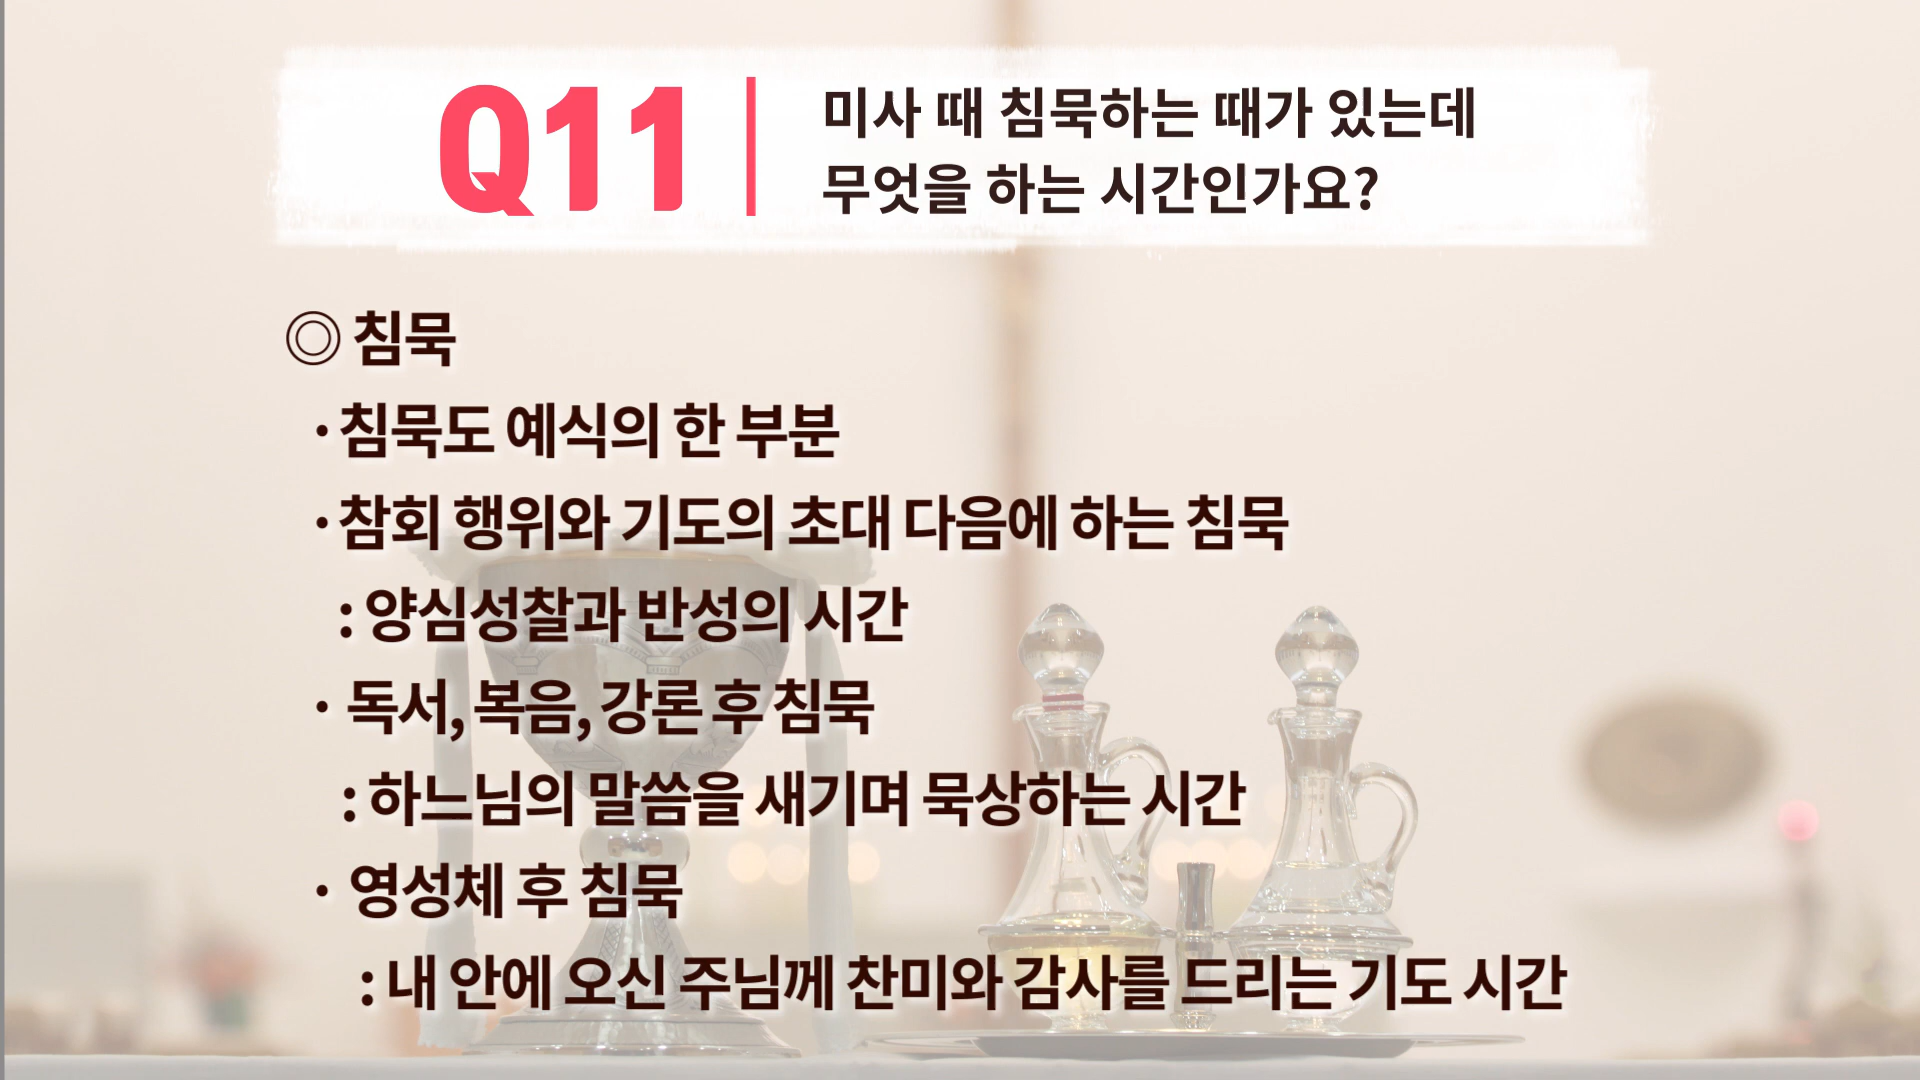 Q11
미사 때 침묵하는 때가 있는데
무엇을 하는 시간인가요?
◎ 침묵
· 침묵도 예식의 한 부분
· 참회 행위와 기도의 초대 다음에 하는 침묵
: 양심성찰과 반성의 시간
· 독서, 복음, 강론 후 침묵
: 하느님의 말씀을 새기며 묵상하는 시간
· 영성체 후 침묵
: 내 안에 오신 주님께 찬미와 감사를 드리는 기도 시간